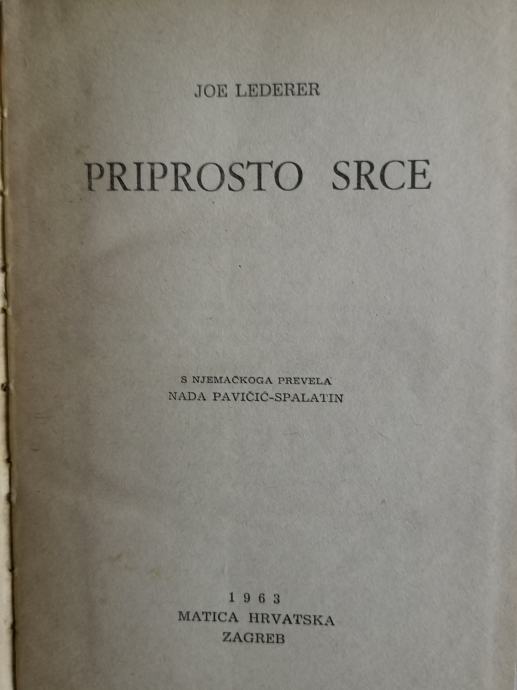 JOE LEDERER
PRIPROSTO SRCE
S NJEMAČKOGA PREVELA
NADA PAVIČIĆ-SPALATIN
1963
MATICA HRVATSKA
ZAGREB